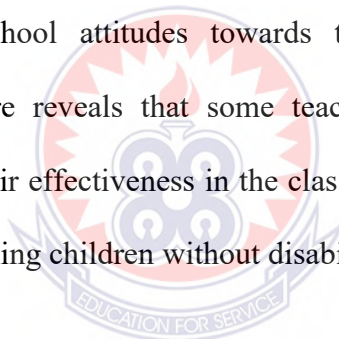 hool attitudes towards t
re reveals that some teac
ir effectiveness in the clas
ing children without disabi
EDUCATION FOR SERVICE